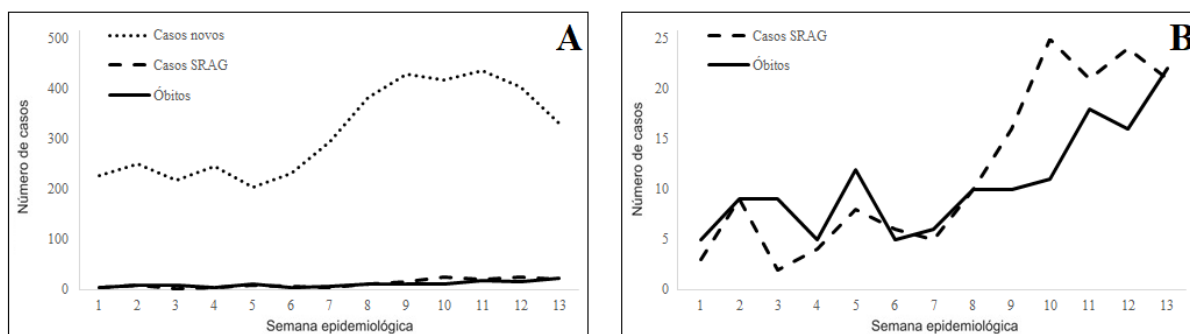 A
Casos novos
Casos SRAG
Óbitos
Número de casos
500
400
300
200
100
0
1 2 3 4 5 6 7 8 9 10 11 12 13
Semana epidemiológica
B
Casos SRAG
Óbitos
Número de casos
25
20
15
10
5
0
1 2 3 4 5 6 7 8 9 10 11 12 13
Semana epidemiológica